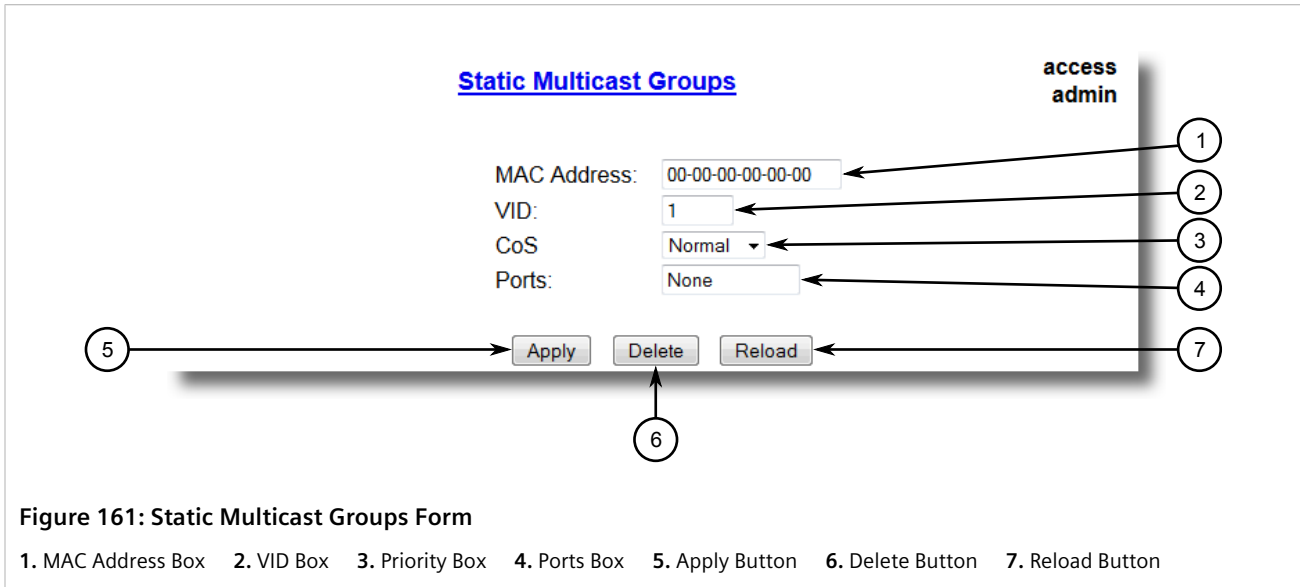 Static Multicast Groups
access
admin
MAC Address: 00-00-00-00-00-00
1
VID: 1
2
CoS Normal
3
Ports: None
4
5
Apply Delete Reload
7
6
Figure 161: Static Multicast Groups Form
1. MAC Address Box 2. VID Box 3. Priority Box 4. Ports Box 5. Apply Button 6. Delete Button 7. Reload Button